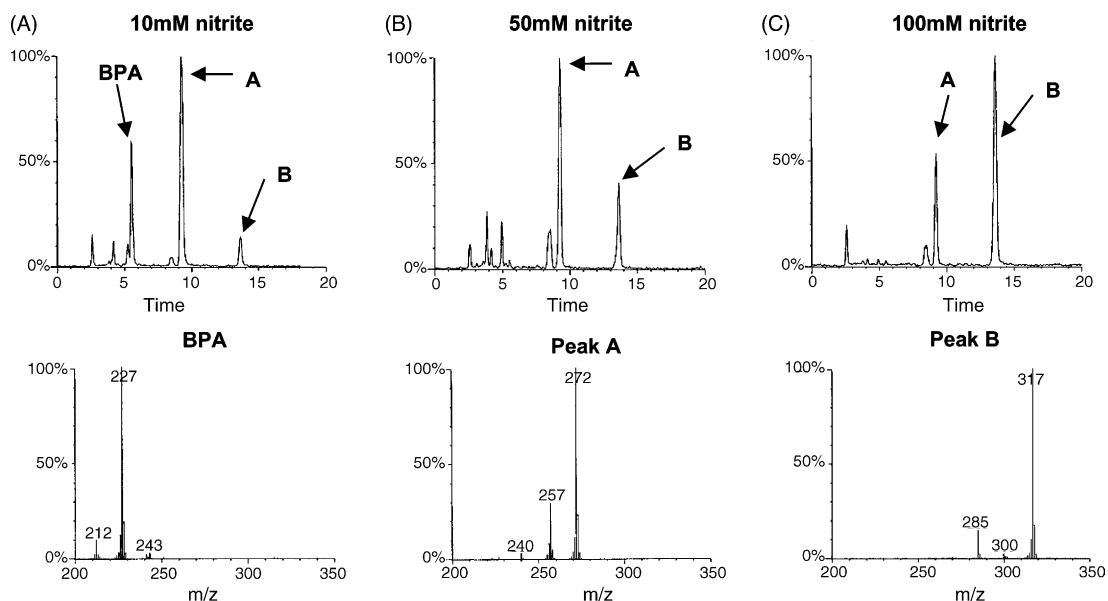 (A) 10mM nitrite
100%
50%
0%
BPA
A
B
0 5 10 15 20
Time
(B) 50mM nitrite
100%
50%
0%
A
B
0 5 10 15 20
Time
(C) 100mM nitrite
100%
50%
0%
A
B
0 5 10 15 20
Time
BPA
100%
50%
0%
227
212
243
200 250 300 350
m/z
Peak A
100%
50%
0%
272
257
240
200 250 300 350
m/z
Peak B
100%
50%
0%
317
285
300
200 250 300 350
m/z